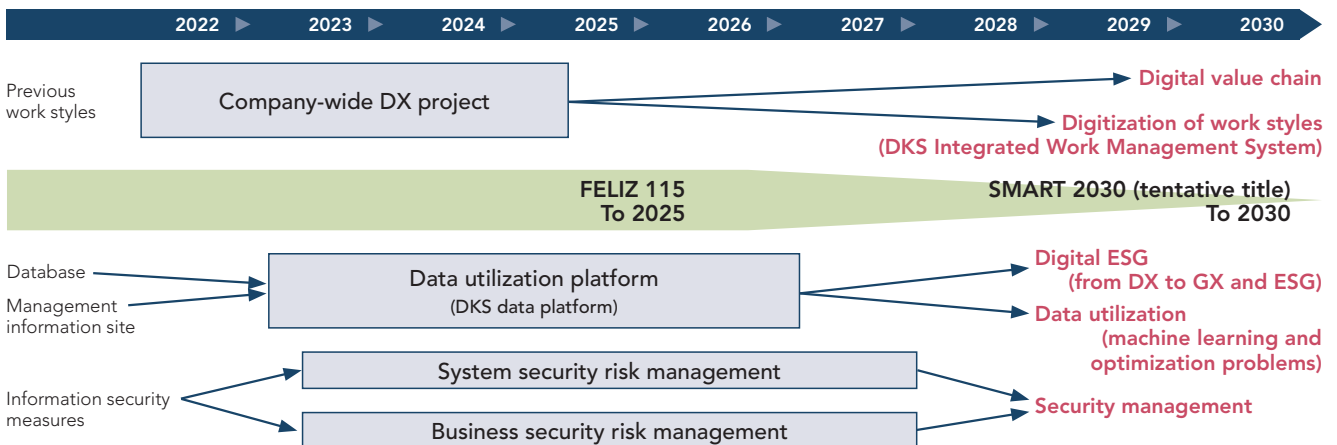 2022 2023 2024 2025 2026 2027 2028 2029 2030
Previous
work styles
Company-wide DX project
Digital value chain
Digitization of work styles
(DKS Integrated Work Management System)
FELIZ 115
To 2025
SMART 2030 (tentative title)
To 2030
Database
Management
information site
Data utilization platform
(DKS data platform)
Digital ESG
(from DX to GX and ESG)
Data utilization
(machine learning and
optimization problems)
Information security
measures
System security risk management
Business security risk management
Security management